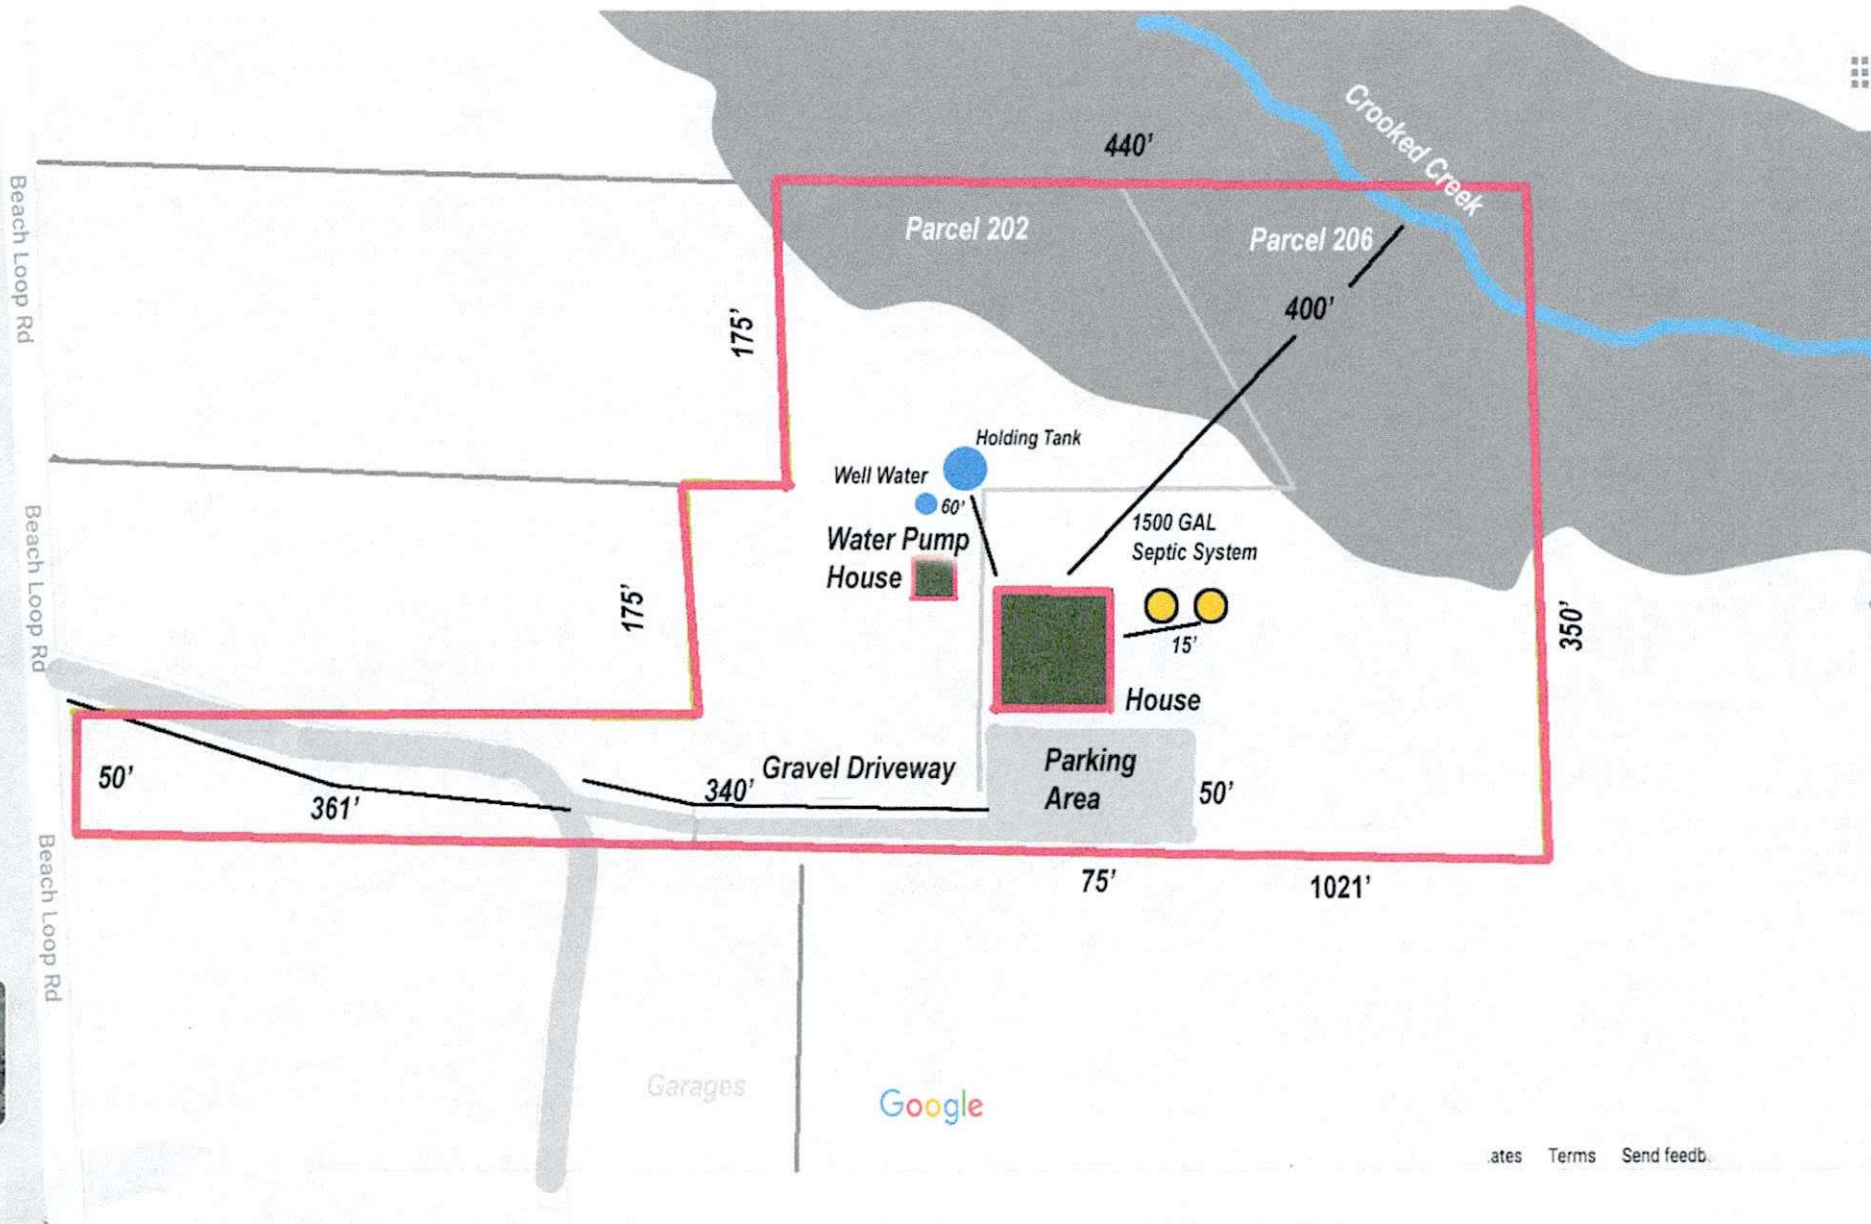 Beach Loop Rd
Beach Loop Rd
Beach Loop Rd
440'
Crooked Creek
Parcel 202
Parcel 206
400'
175'
Holding Tank
Well Water
60'
Water Pump
House
1500 GAL
Septic System
15'
175'
350'
House
50'
361'
340'
Gravel Driveway
Parking
Area
50'
75'
1021'
Garages
Google
ates Terms Send feedb